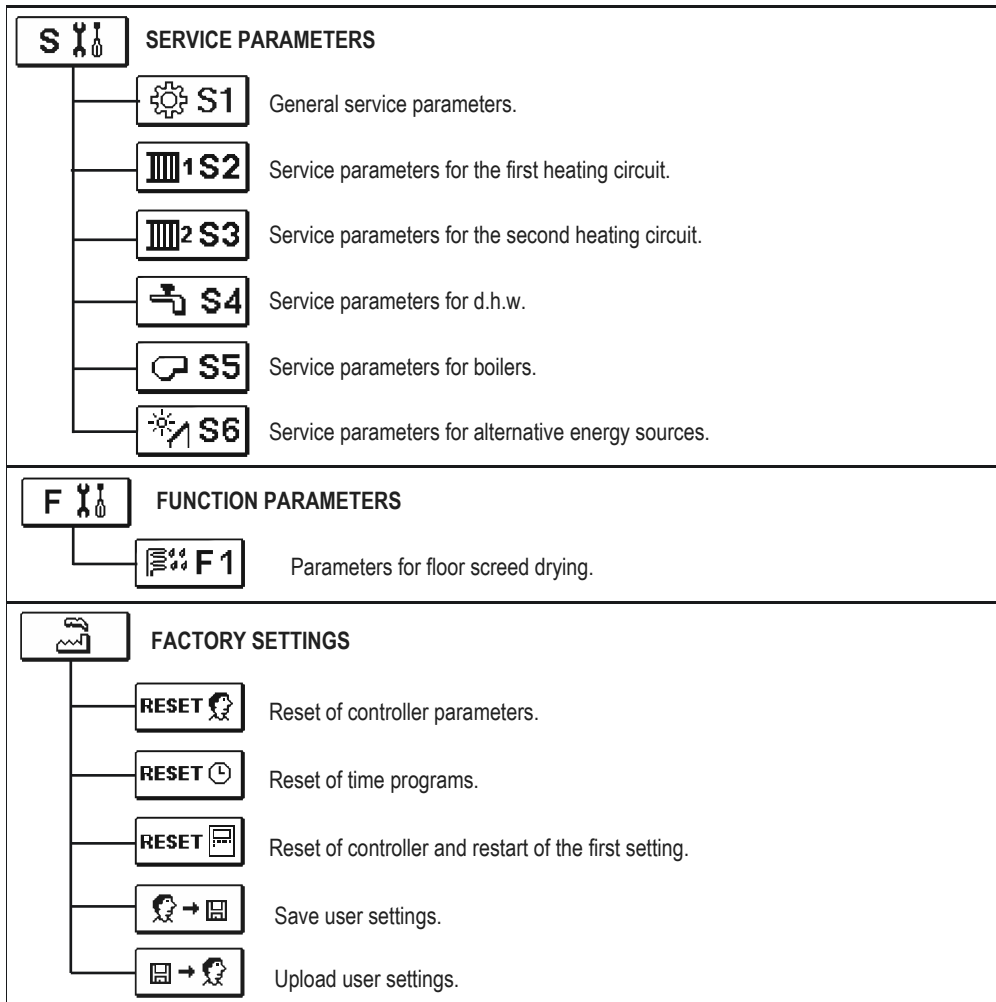 S SERVICE PARAMETERS
S1 General service parameters.
1 S2 Service parameters for the first heating circuit.
2 S3 Service parameters for the second heating circuit.
S4 Service parameters for d.h.w.
S5 Service parameters for boilers.
S6 Service parameters for alternative energy sources.
F FUNCTION PARAMETERS
F1 Parameters for floor screed drying.
FACTORY SETTINGS
RESET Reset of controller parameters.
RESET Reset of time programs.
RESET Reset of controller and restart of the first setting.
Save user settings.
Upload user settings.